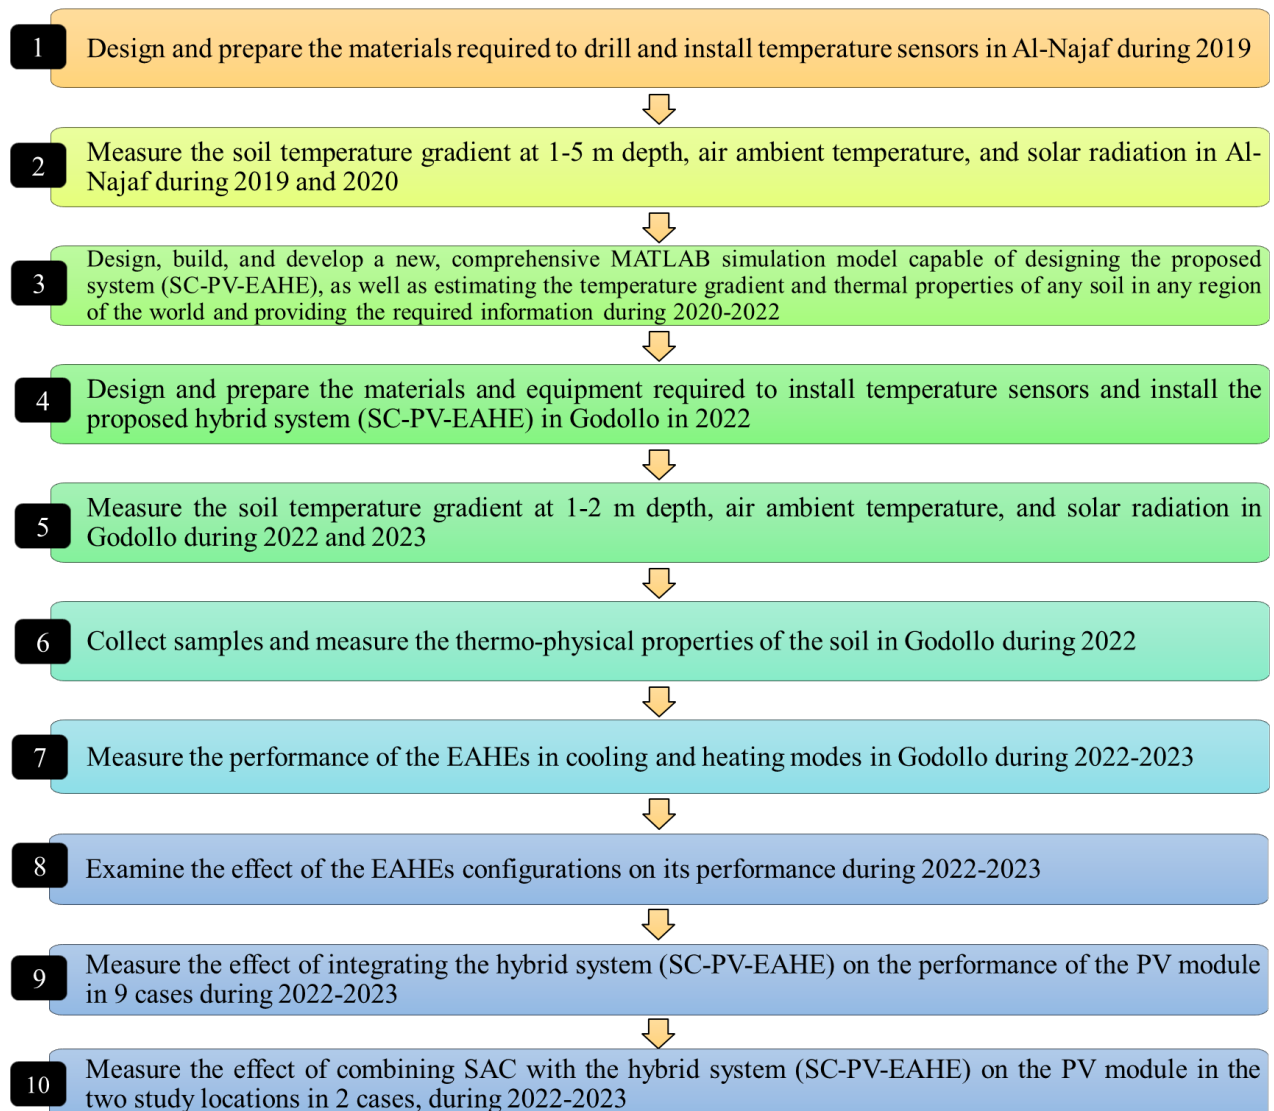 1
Design and prepare the materials required to drill and install temperature sensors in Al-Najaf during 2019
2
Measure the soil temperature gradient at 1-5 m depth, air ambient temperature, and solar radiation in Al-
Najaf during 2019 and 2020
3
Design, build, and develop a new, comprehensive MATLAB simulation model capable of designing the proposed
system (SC-PV-EAHE), as well as estimating the temperature gradient and thermal properties of any soil in any region
of the world and providing the required information during 2020-2022
4
Design and prepare the materials and equipment required to install temperature sensors and install the
proposed hybrid system (SC-PV-EAHE) in Godollo in 2022
5
Measure the soil temperature gradient at 1-2 m depth, air ambient temperature, and solar radiation in
Godollo during 2022 and 2023
6
Collect samples and measure the thermo-physical properties of the soil in Godollo during 2022
7
Measure the performance of the EAHEs in cooling and heating modes in Godollo during 2022-2023
8
Examine the effect of the EAHEs configurations on its performance during 2022-2023
9
Measure the effect of integrating the hybrid system (SC-PV-EAHE) on the performance of the PV module
in 9 cases during 2022-2023
10
Measure the effect of combining SAC with the hybrid system (SC-PV-EAHE) on the PV module in the
two study locations in 2 cases, during 2022-2023